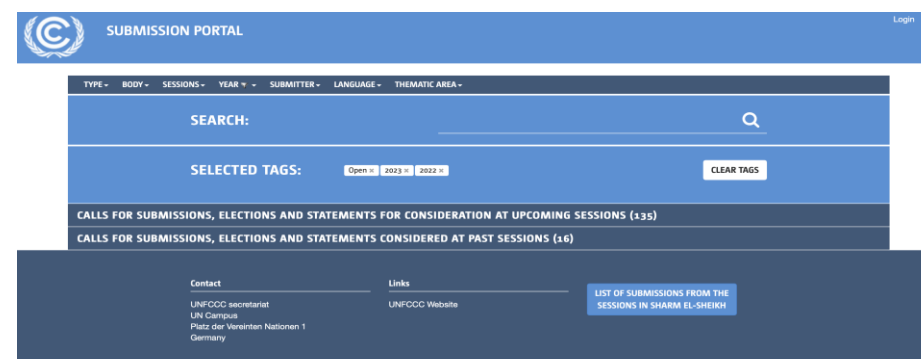 Login
SUBMISSION PORTAL
TYPE BODY SESSIONS YEAR SUBMITTER LANGUAGE THEMATIC AREA
SEARCH:
SELECTED TAGS: Open × 2023 × 2022 × CLEAR TAGS
CALLS FOR SUBMISSIONS, ELECTIONS AND STATEMENTS FOR CONSIDERATION AT UPCOMING SESSIONS (135)
CALLS FOR SUBMISSIONS, ELECTIONS AND STATEMENTS CONSIDERED AT PAST SESSIONS (16)
Contact
UNFCCC secretariat
UN Campus
Platz der Vereinten Nationen 1
Germany
Links
UNFCCC Website
LIST OF SUBMISSIONS FROM THE
SESSIONS IN SHARM EL-SHEIKH